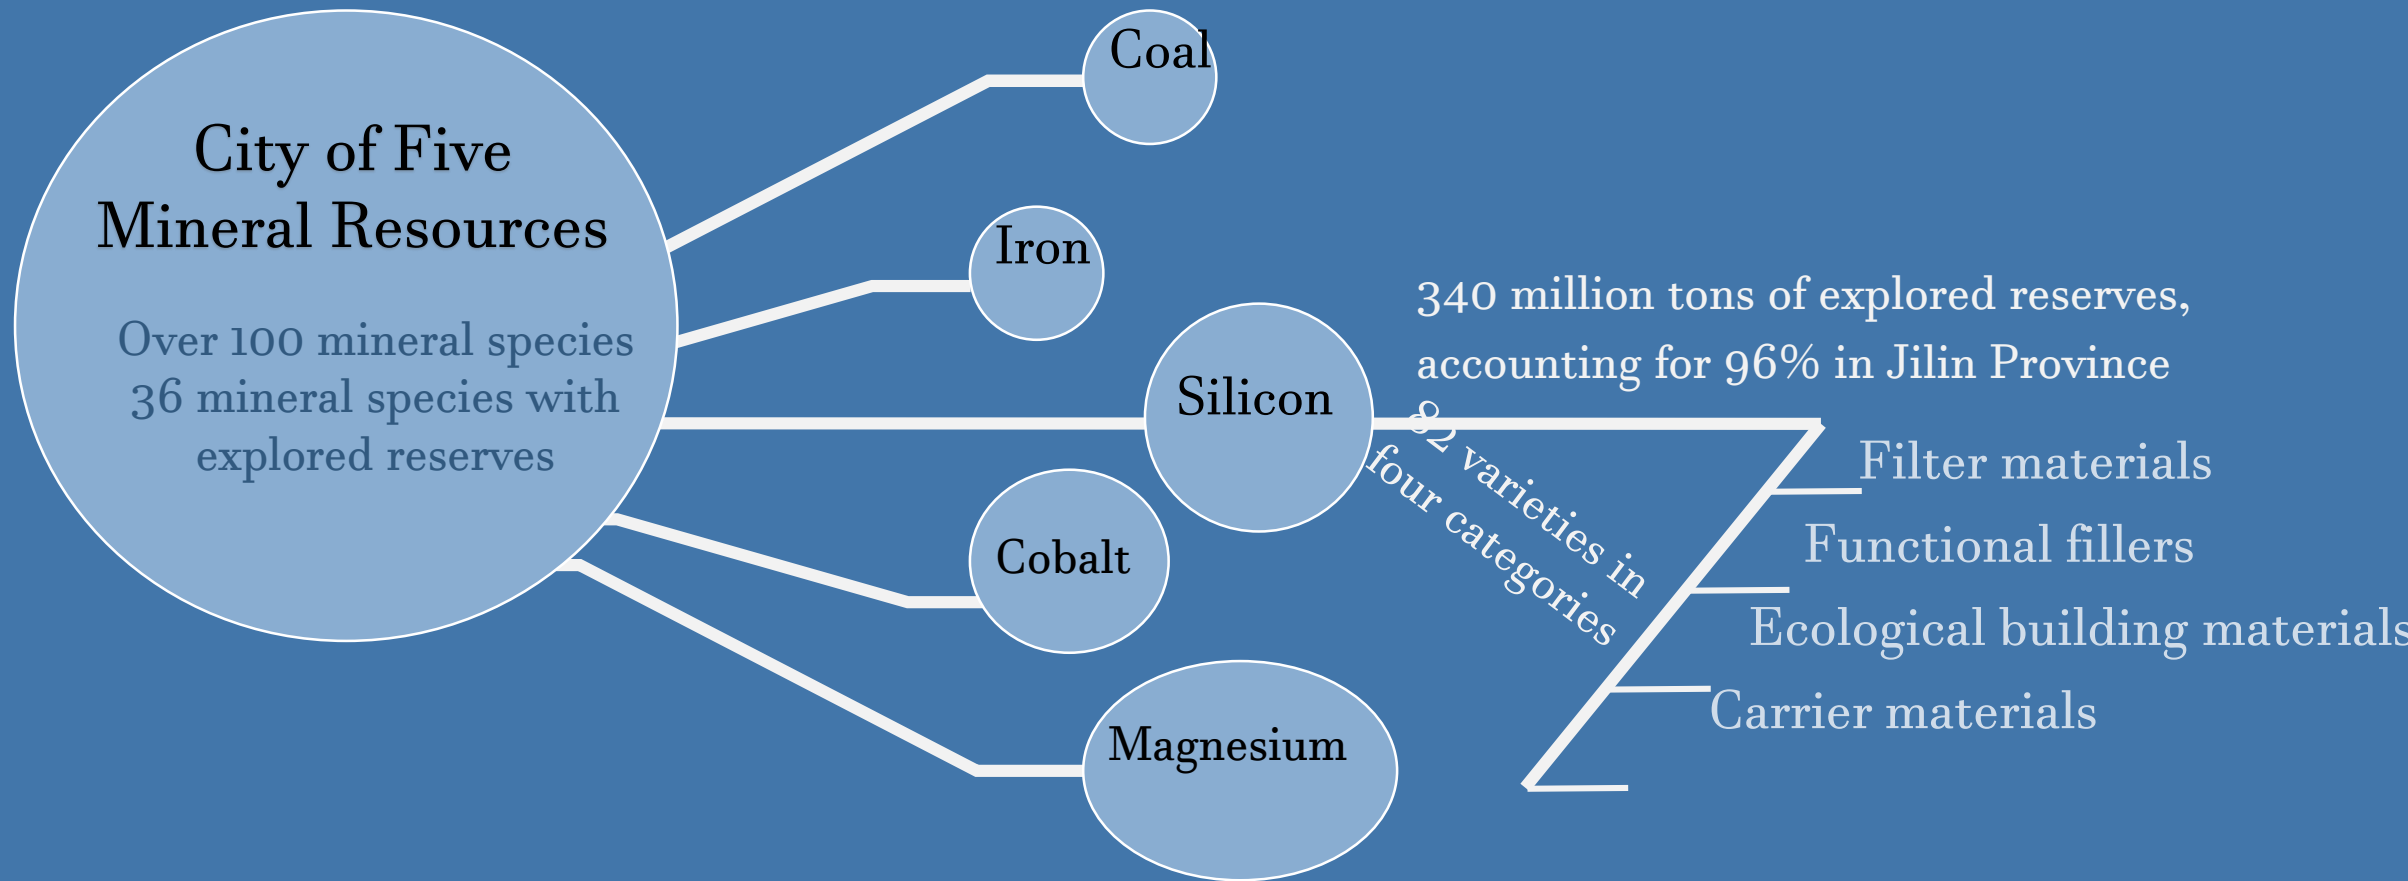 City of Five
Mineral Resources
Over 100 mineral species
36 mineral species with
explored reserves
Coal
Iron
Silicon
Cobalt
Magnesium
340 million tons of explored reserves,
accounting for 96% in Jilin Province
82 varieties in
four categories
Filter materials
Functional fillers
Ecological building materials
Carrier materials